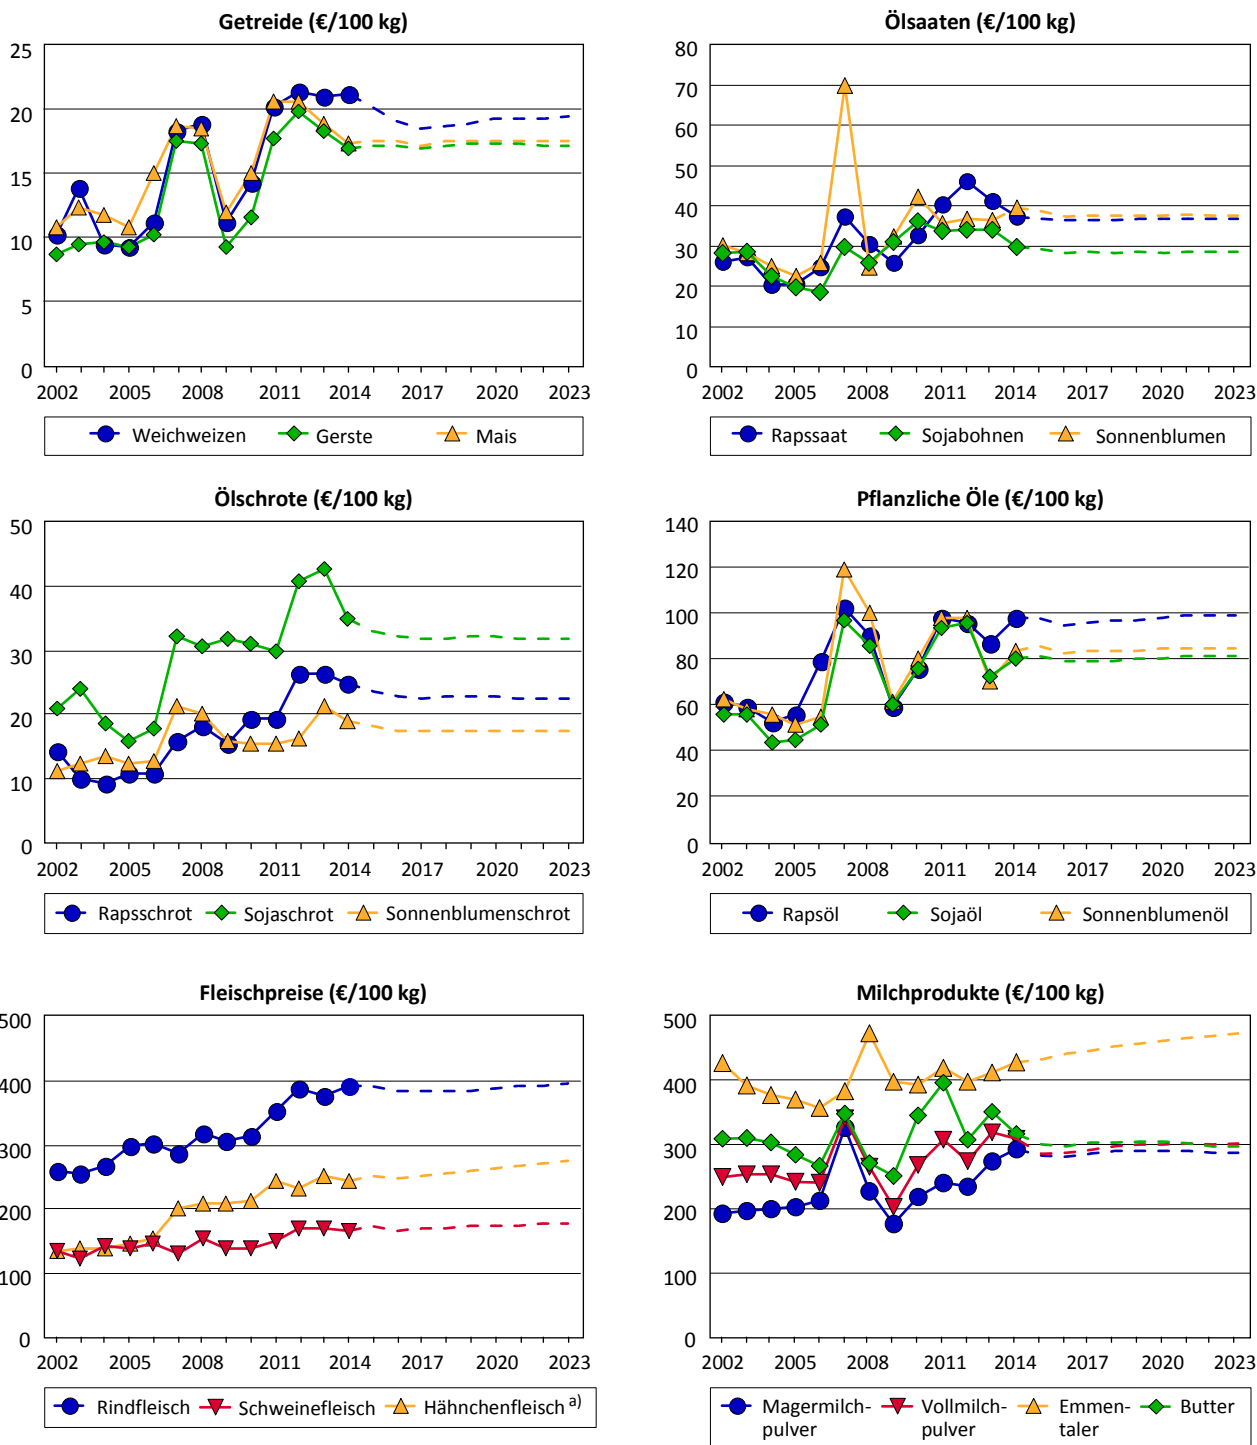 Getreide (€/100 kg)
25
20
15
10
5
0
2002 2005 2008 2011 2014 2017 2020 2023
Weichweizen Gerste Mais
Ölsaaten (€/100 kg)
80
70
60
50
40
30
20
10
0
2002 2005 2008 2011 2014 2017 2020 2023
Rapssaat Sojabohnen Sonnenblumen
Ölschrote (€/100 kg)
50
40
30
20
10
0
2002 2005 2008 2011 2014 2017 2020 2023
Rapsschrot Sojaschrot Sonnenblumenschrot
Pflanzliche Öle (€/100 kg)
140
120
100
80
60
40
20
0
2002 2005 2008 2011 2014 2017 2020 2023
Rapsöl Sojaöl Sonnenblumenöl
Fleischpreise (€/100 kg)
500
400
300
200
100
0
2002 2005 2008 2011 2014 2017 2020 2023
Rindfleisch Schweinefleisch Hähnchenfleisch a)
Milchprodukte (€/100 kg)
500
400
300
200
100
0
2002 2005 2008 2011 2014 2017 2020 2023
Magermilch- Vollmilch- Emmen- Butter
pulver pulver taler